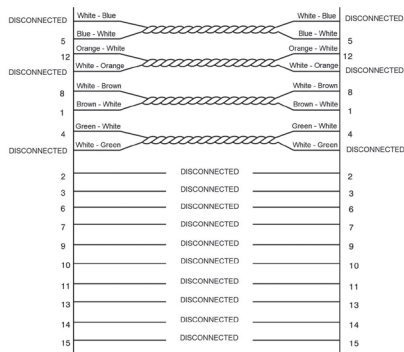 DISCONNECTED White - Blue White - Blue DISCONNECTED
5 Blue - White Blue - White 5
12 Orange - White Orange - White 12
DISCONNECTED White - Orange White - Orange DISCONNECTED
8 White - Brown White - Brown 8
1 Brown - White Brown - White 1
4 Green - White Green - White 4
DISCONNECTED White - Green White - Green DISCONNECTED
2 DISCONNECTED 2
3 DISCONNECTED 3
6 DISCONNECTED 6
7 DISCONNECTED 7
9 DISCONNECTED 9
10 DISCONNECTED 10
11 DISCONNECTED 11
13 DISCONNECTED 13
14 DISCONNECTED 14
15 DISCONNECTED 15